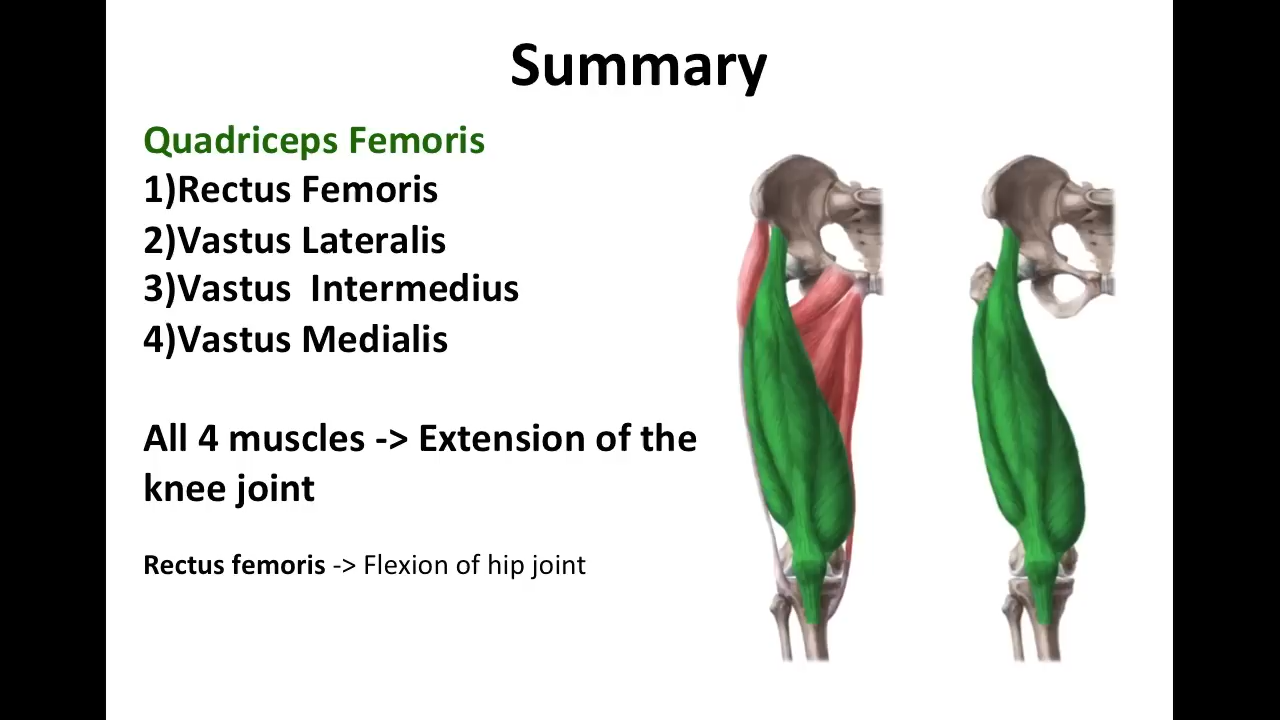 Summary
Quadriceps Femoris
1)Rectus Femoris
2)Vastus Lateralis
3)Vastus  Intermedius
4)Vastus Medialis
All 4 muscles -> Extension of the
knee joint
Rectus femoris -> Flexion of hip joint